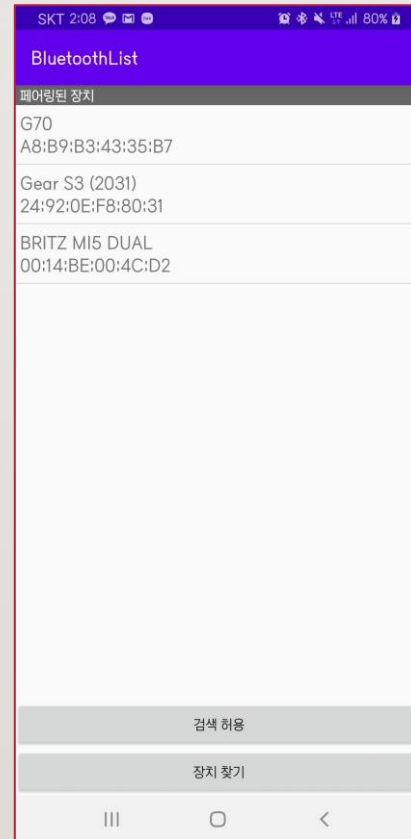 SKT 2:08
LTE 80%
BluetoothList
페어링된 장치
G70
A8:B9:B3:43:35:B7
Gear S3 (2031)
24:92:0E:F8:80:31
BRITZ MI5 DUAL
00:14:BE:00:4C:D2
검색 허용
장치 찾기